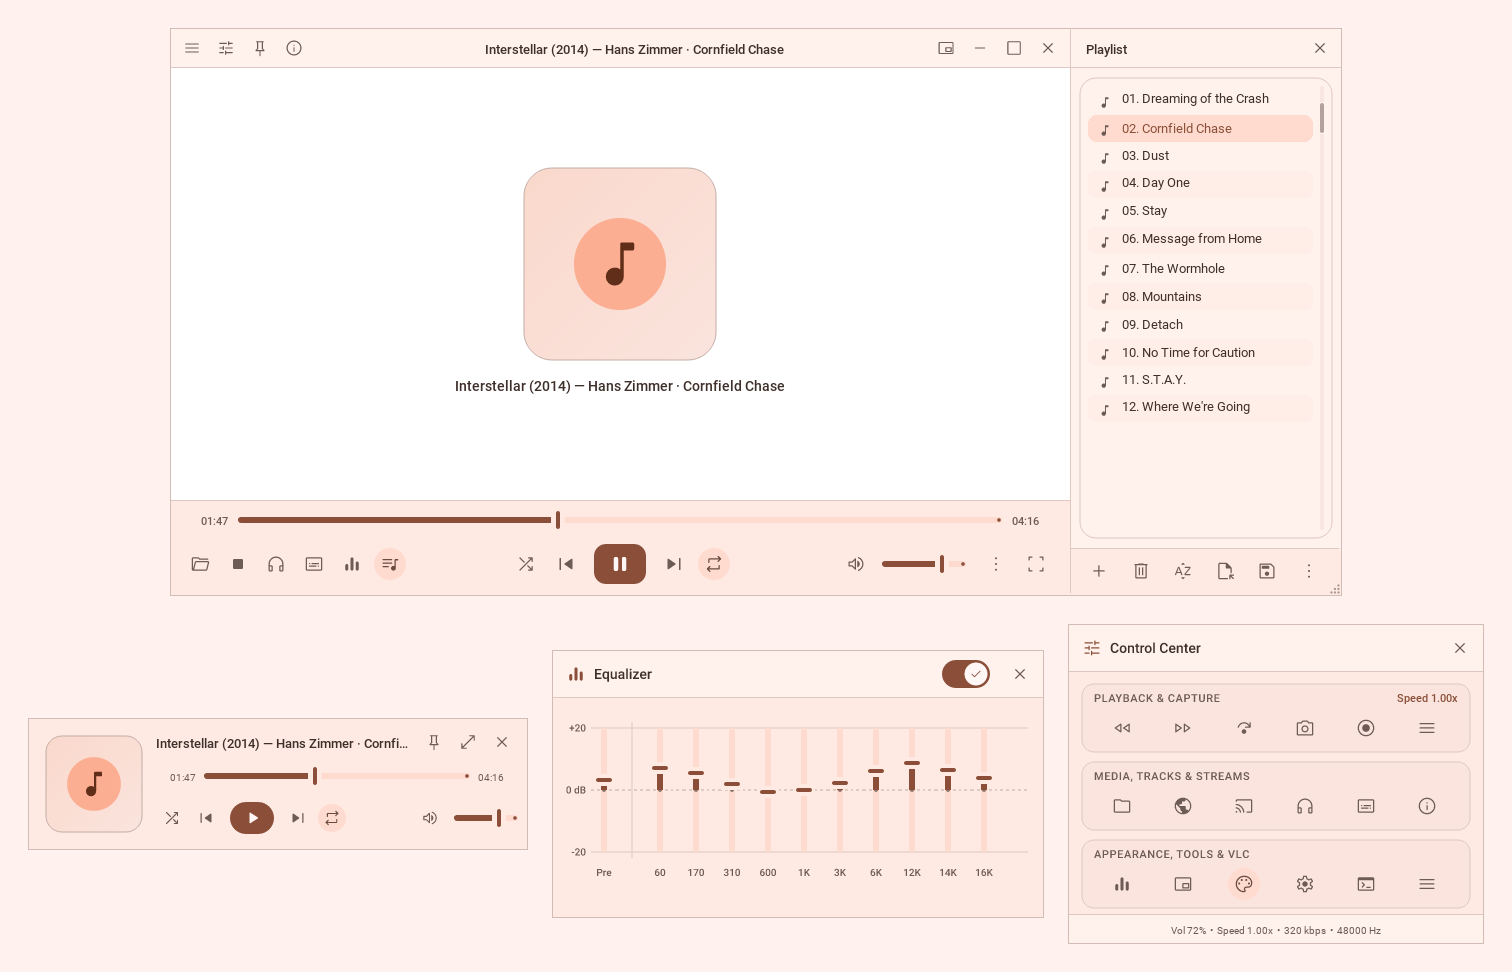 Interstellar (2014) — Hans Zimmer · Cornfield Chase
Playlist
01. Dreaming of the Crash
02. Cornfield Chase
03. Dust
04. Day One
05. Stay
06. Message from Home
07. The Wormhole
08. Mountains
09. Detach
10. No Time for Caution
11. S.T.A.Y.
12. Where We're Going
Interstellar (2014) — Hans Zimmer · Cornfield Chase
01:47
04:16
AZ
Interstellar (2014) — Hans Zimmer · Cornfi...
01:47
04:16
Equalizer
+20
0 dB
-20
Pre 60 170 310 600 1K 3K 6K 12K 14K 16K
Control Center
PLAYBACK & CAPTURE
Speed 1.00x
MEDIA, TRACKS & STREAMS
APPEARANCE, TOOLS & VLC
Vol 72% • Speed 1.00x • 320 kbps • 48000 Hz